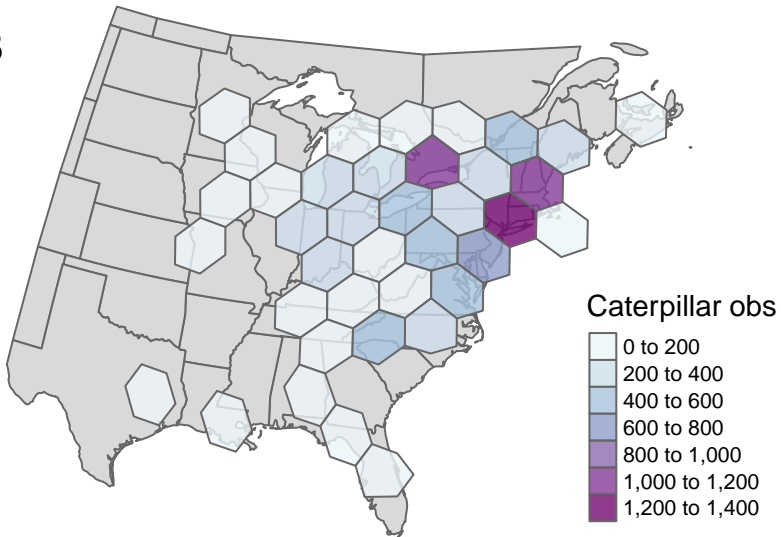 B
Caterpillar obs
0 to 200
200 to 400
400 to 600
600 to 800
800 to 1,000
1,000 to 1,200
1,200 to 1,400